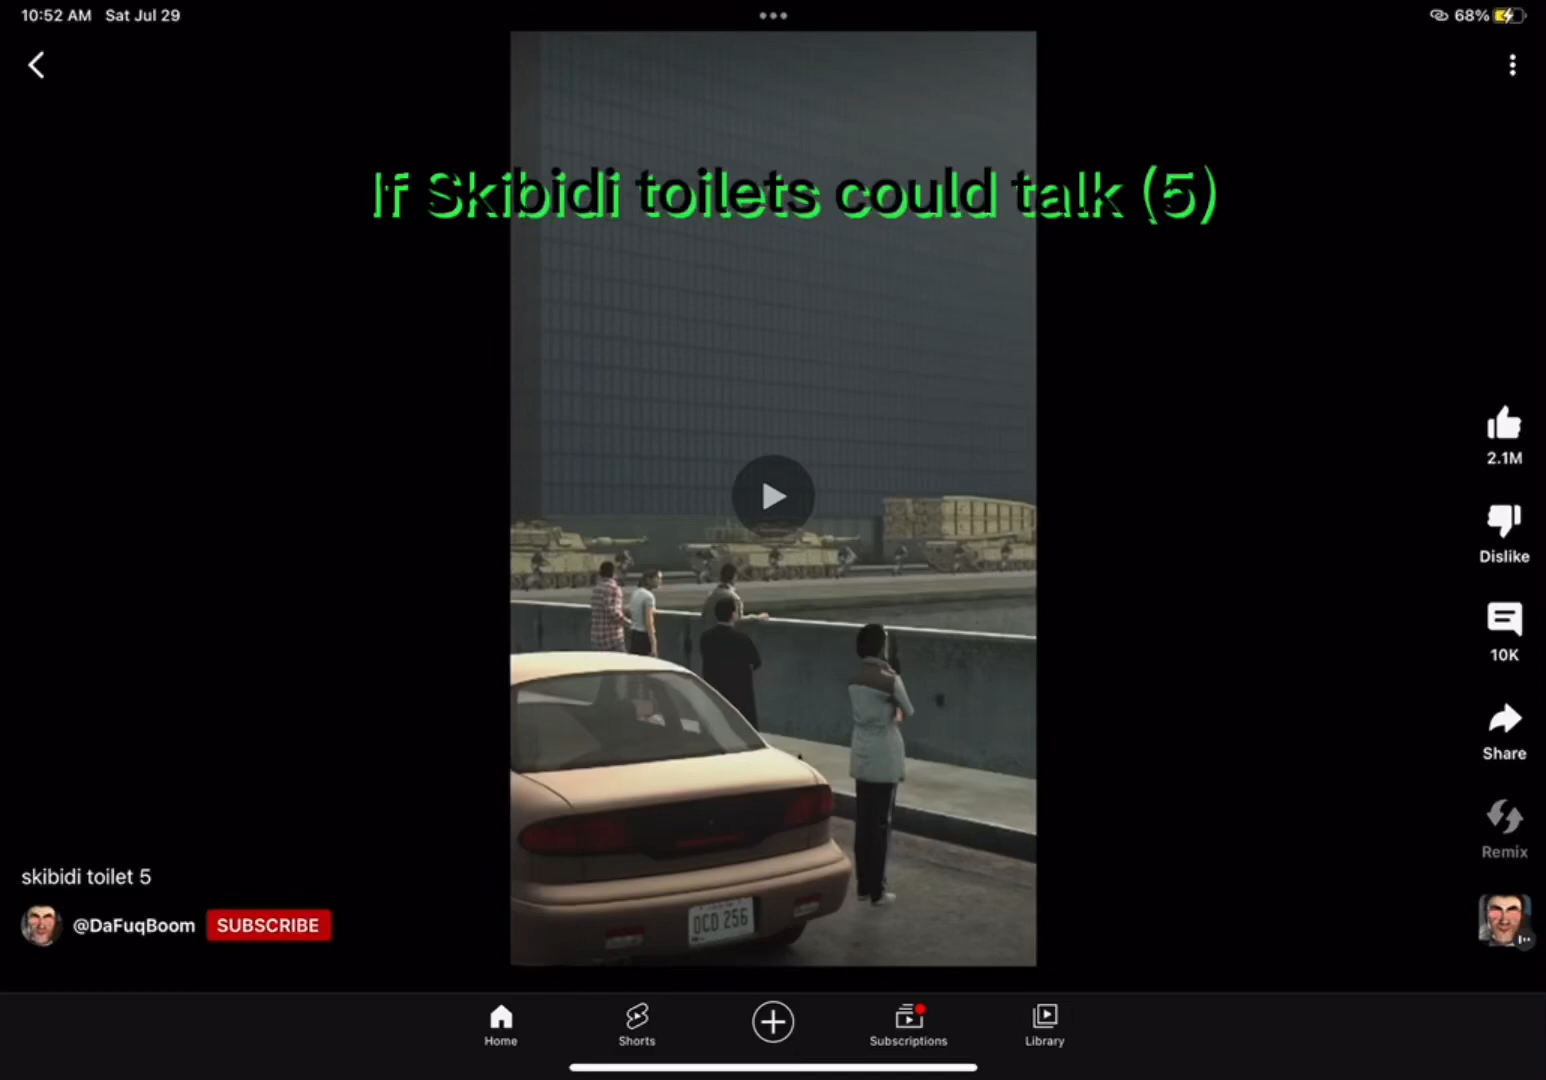 10:52 AM Sat Jul 29
68%
If Skibidi toilets could talk (5)
2.1M
Dislike
10K
Share
Remix
OCD 256
skibidi toilet 5
@DaFuqBoom SUBSCRIBE
Home
Shorts
Subscriptions
Library